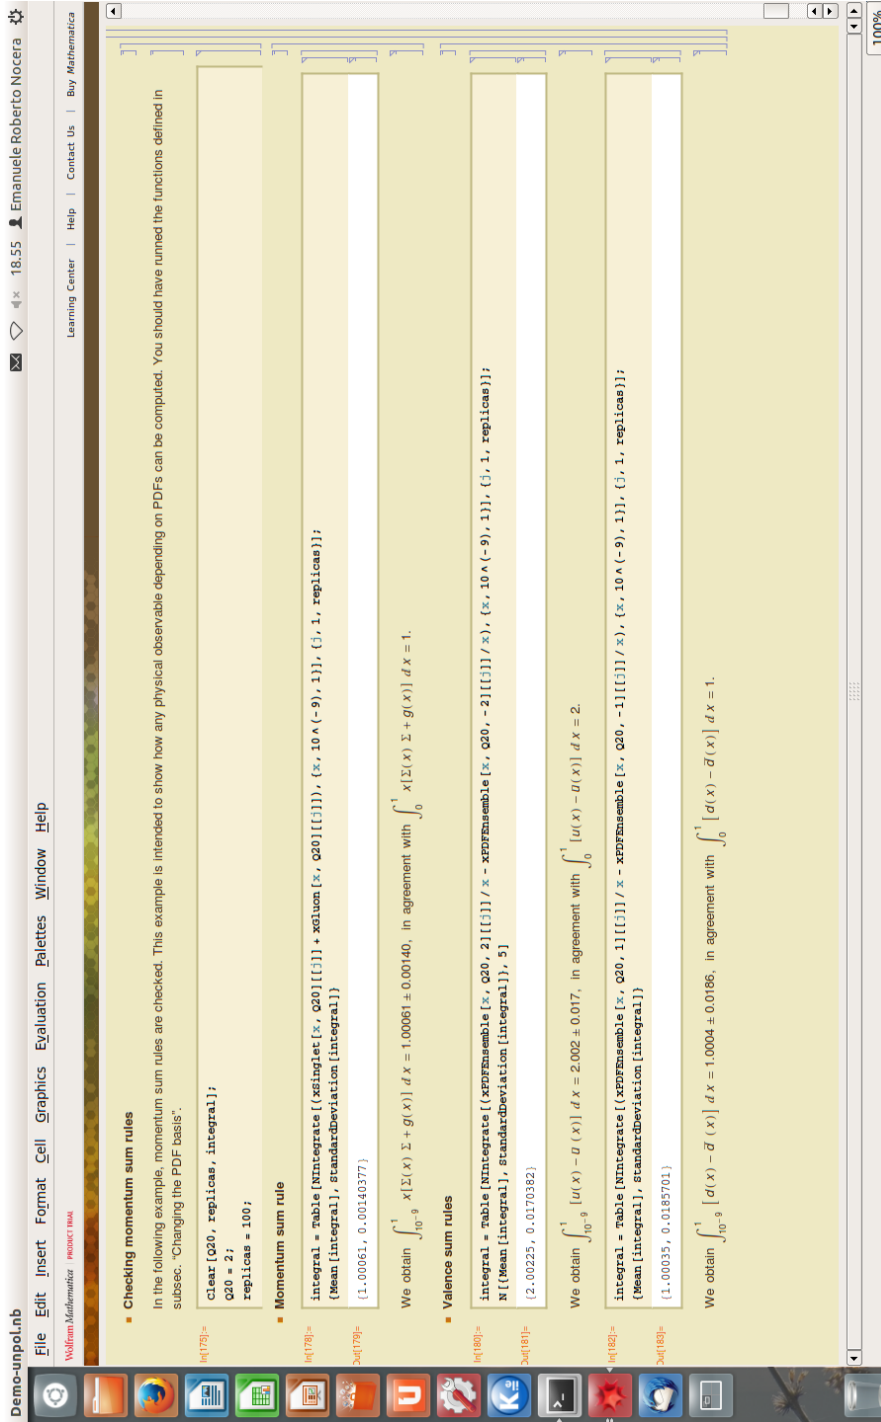 Demo-unpol.nb
18.55 Emanuele Roberto Nocera
File Edit Insert Format Cell Graphics Evaluation Palettes Window Help
Wolfram Mathematica | PRODUCT TRIAL
Learning Center | Help | Contact Us | Buy Mathematica
Checking momentum sum rules
In the following example, momentum sum rules are checked. This example is intended to show how any physical observable depending on PDFs can be computed. You should have runned the functions defined in
subsec. "Changing the PDF basis".
In[175]:=
clear[Q20, replicas, integral];
Q20 = 2;
replicas = 100;
Momentum sum rule
In[178]:=
integral = Table[NIntegrate[(xSinglet[x, Q20][[j]] + xGluon[x, Q20][[j]]), {x, 10^(-9), 1}], {j, 1, replicas}];
{Mean[integral], StandardDeviation[integral]}
Out[179]=
{1.00061, 0.00140377}
We obtain ∫_{10^-9}^1 x[Σ(x) Σ + g(x)] dx = 1.00061 ± 0.00140, in agreement with ∫_0^1 x[Σ(x) Σ + g(x)] dx = 1.
Valence sum rules
In[180]:=
integral = Table[NIntegrate[(xPDFEnsemble[x, Q20, 2][[j]]/x - xPDFEnsemble[x, Q20, -2][[j]]/x), {x, 10^(-9), 1}], {j, 1, replicas}];
N[{Mean[integral], StandardDeviation[integral]}, 5]
Out[181]=
{2.00225, 0.0170382}
We obtain ∫_{10^-9}^1 [u(x) - ū(x)] dx = 2.002 ± 0.017, in agreement with ∫_0^1 [u(x) - ū(x)] dx = 2.
In[182]:=
integral = Table[NIntegrate[(xPDFEnsemble[x, Q20, 1][[j]]/x - xPDFEnsemble[x, Q20, -1][[j]]/x), {x, 10^(-9), 1}], {j, 1, replicas}];
{Mean[integral], StandardDeviation[integral]}
Out[183]=
{1.00035, 0.0185701}
We obtain ∫_{10^-9}^1 [d(x) - d̄(x)] dx = 1.0004 ± 0.0186, in agreement with ∫_0^1 [d(x) - d̄(x)] dx = 1.
100%